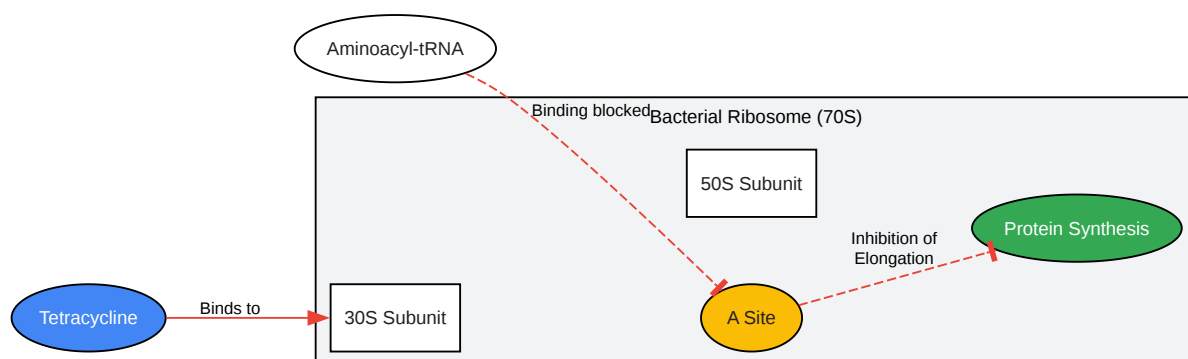 Aminoacyl-tRNA
Binding blocked
Bacterial Ribosome (70S)
50S Subunit
Protein Synthesis
Inhibition of
Elongation
Tetracycline
Binds to
30S Subunit
A Site